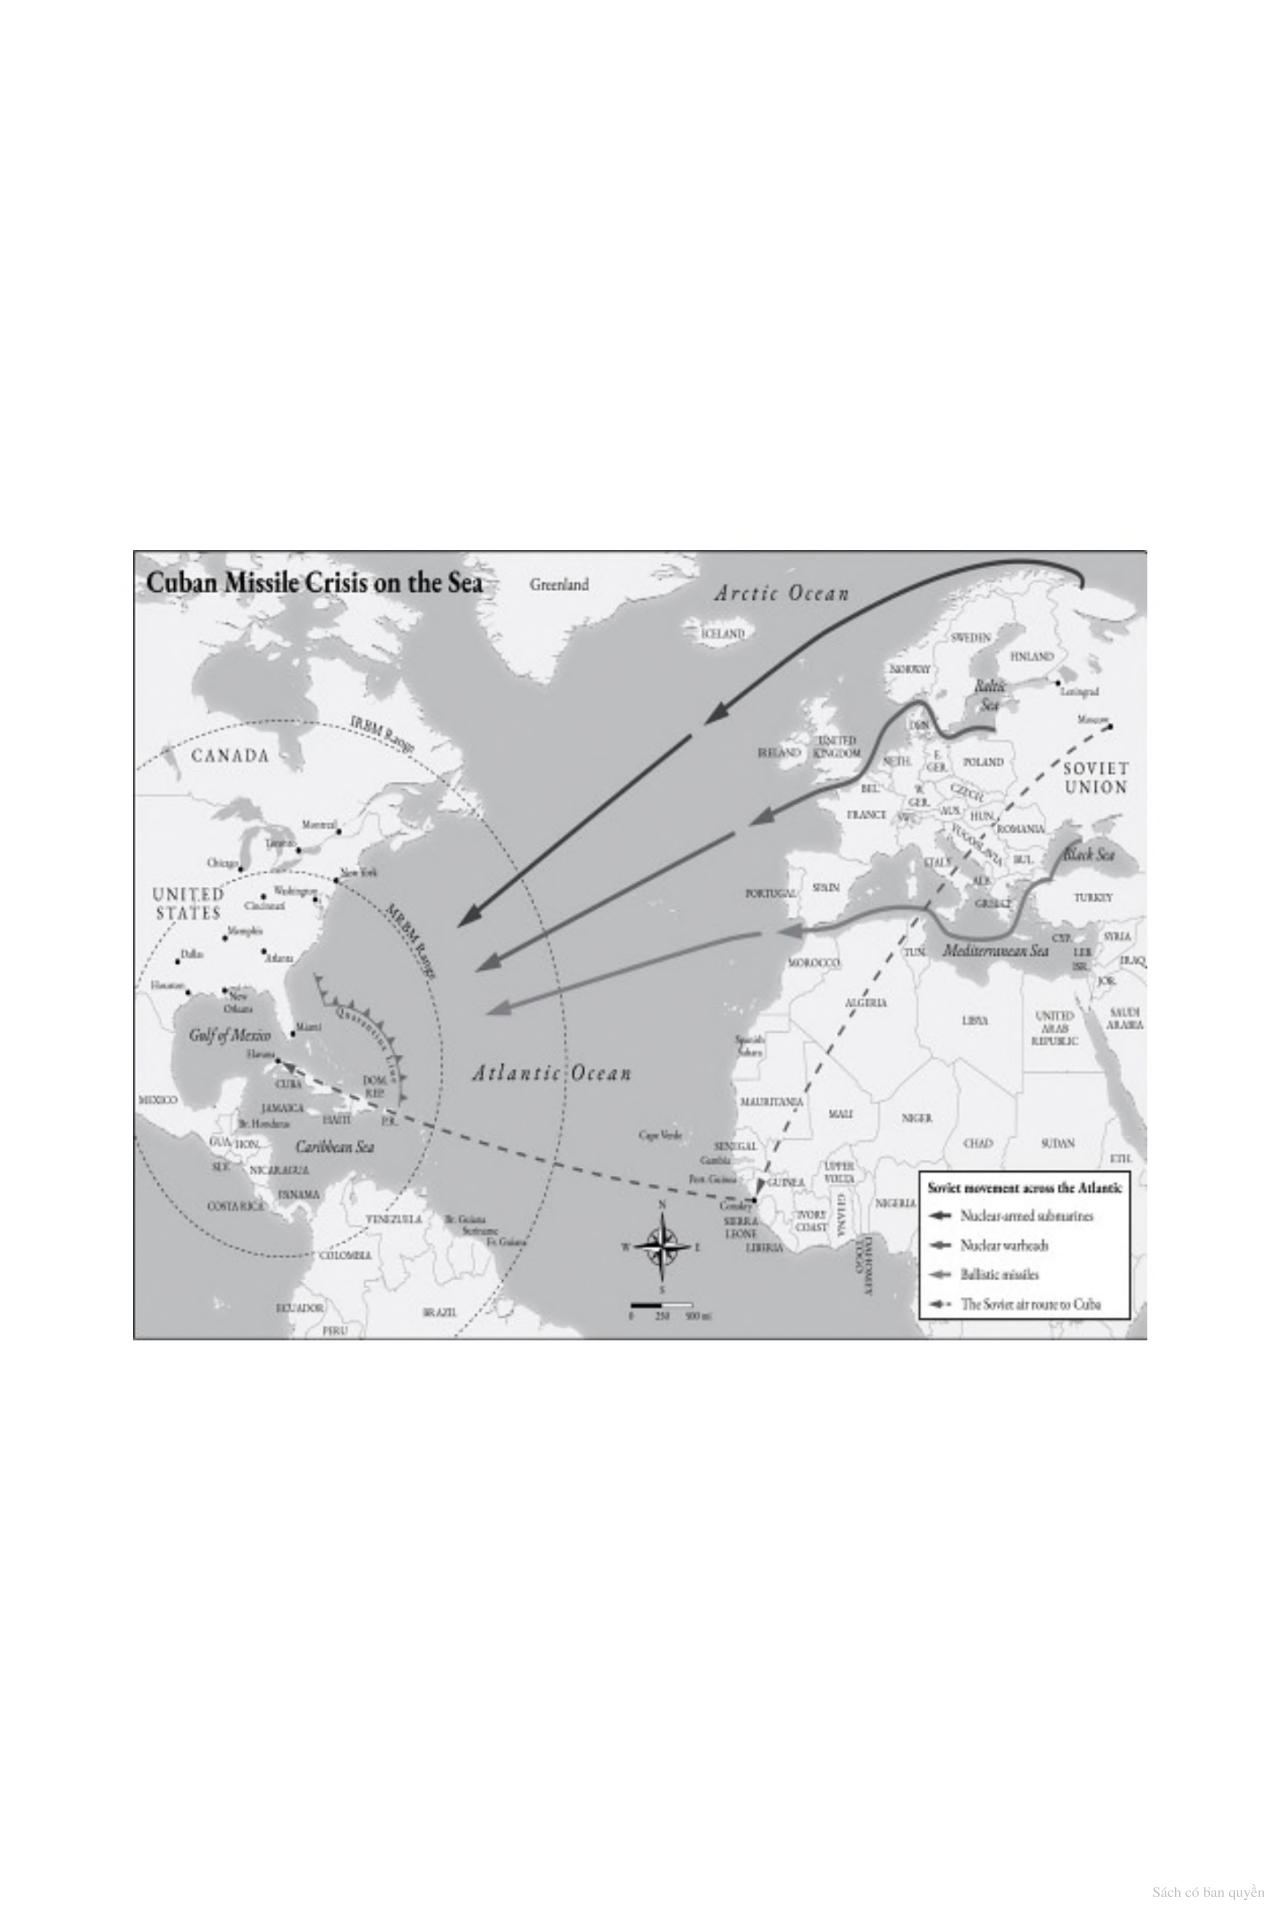 Cuban Missile Crisis on the Sea
Greenland
Arctic Ocean
ICELAND
SWEDEN
FINLAND
NORWAY
Baltic
Sea
Leningrad
Moscow
IRBM Range
CANADA
DEN.
IRELAND
UNITED
KINGDOM
NETH.
E.
GER.
POLAND
SOVIET
UNION
BEL.
W.
GER.
CZECH.
FRANCE
AUS.
HUN.
ROMANIA
YUGOSLAVIA
Montreal
Toronto
Chicago
New York
ITALY
BUL.
Black Sea
ALB.
UNITED
STATES
Washington
Cincinnati
PORTUGAL
SPAIN
GREECE
TURKEY
MRBM Range
Memphis
Dallas
Atlanta
MOROCCO
TUN.
Mediterranean Sea
CYP.
LEB.
ISR.
SYRIA
IRAQ
JOR.
Houston
New
Orleans
Quarantine Line
ALGERIA
LIBYA
UNITED
ARAB
REPUBLIC
SAUDI
ARABIA
Gulf of Mexico
Miami
Havana
Spanish
Sahara
CUBA
DOM.
REP.
Atlantic Ocean
MEXICO
JAMAICA
HAITI
P.R.
Br. Honduras
MAURITANIA
MALI
NIGER
CHAD
SUDAN
ETH.
GUA.
HON.
Caribbean Sea
Cape Verde
SENEGAL
Gambia
NICARAGUA
Port. Guinea
GUINEA
UPPER
VOLTA
COSTA RICA
PANAMA
Conakry
NIGERIA
VENEZUELA
Br. Guiana
Suriname
Fr. Guiana
SIERRA
LEONE
LIBERIA
IVORY
COAST
GHANA
TOGO
DAHOMEY
COLOMBIA
ECUADOR
PERU
BRAZIL
N
W
E
S
0 250 500 mi
Soviet movement across the Atlantic
Nuclear-armed submarines
Nuclear warheads
Ballistic missiles
The Soviet air route to Cuba
Sách có bản quyền